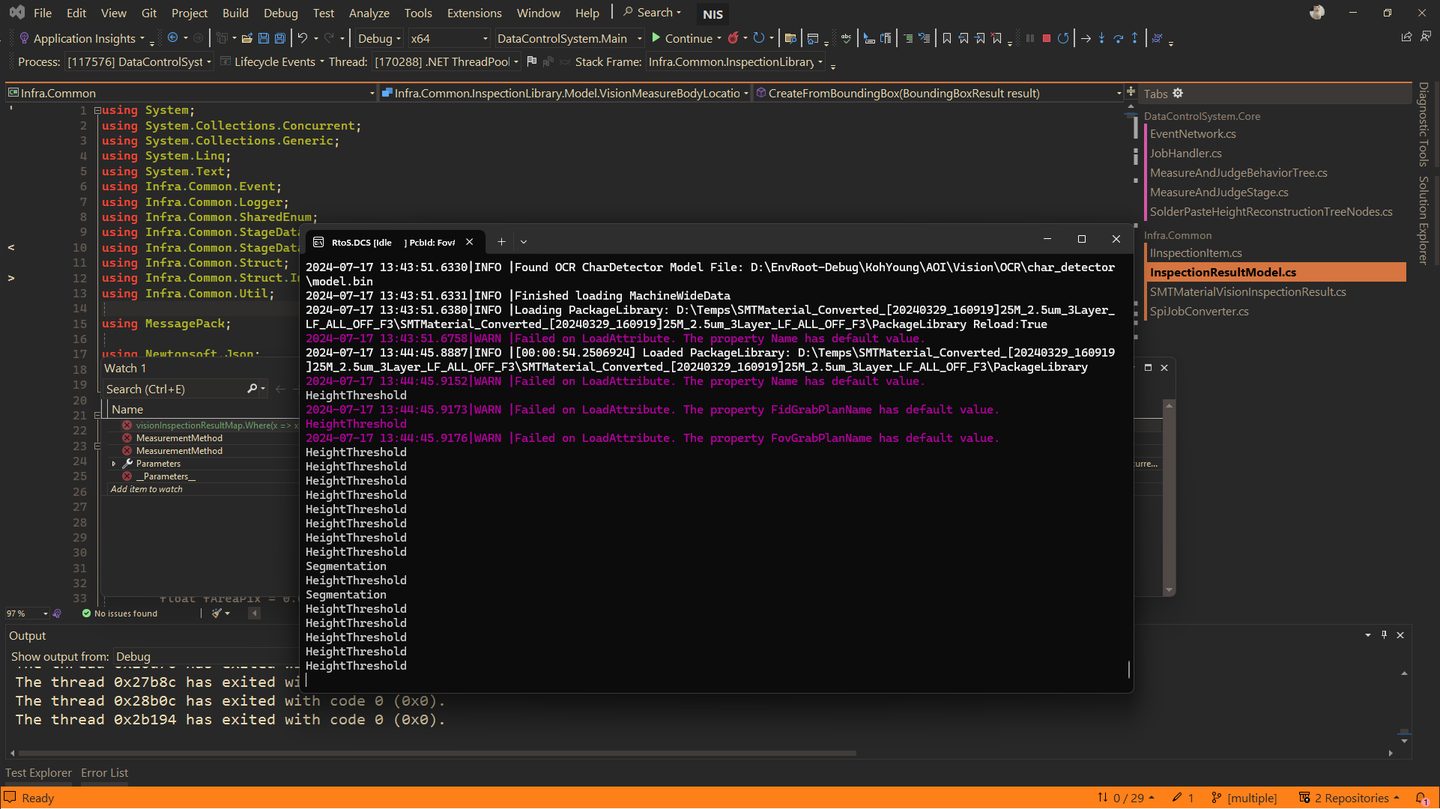 File Edit View Git Project Build Debug Test Analyze Tools Extensions Window Help Search NIS
Application Insights Debug x64 DataControlSystem.Main Continue
Process: [117576] DataControlSyst Lifecycle Events Thread: [170288] .NET ThreadPool Stack Frame: Infra.Common.InspectionLibrary
Infra.Common Infra.Common.InspectionLibrary.Model.VisionMeasureBodyLocatio CreateFromBoundingBox(BoundingBoxResult result)
1 using System;
2 using System.Collections.Concurrent;
3 using System.Collections.Generic;
4 using System.Linq;
5 using System.Text;
6 using Infra.Common.Event;
7 using Infra.Common.Logger;
8 using Infra.Common.SharedEnum;
9 using Infra.Common.StageData
10 using Infra.Common.StageData
11 using Infra.Common.Struct;
12 using Infra.Common.Struct.In
13 using Infra.Common.Util;
14
15 using MessagePack;
16
17 using Newtonsoft.Json;
18
19
20
21
22
23
24
25
26
27
28
29
30
31
32
33 float fAreaPix = 0.0
Watch 1
Search (Ctrl+E)
Name
visionInspectionResultMap.Where(x => x
MeasurementMethod
MeasurementMethod
Parameters
__Parameters__
Add item to watch
curre...
97 % No issues found
RtoS.DCS [Idle ] PcbId: Fov#
2024-07-17 13:43:51.6330|INFO |Found OCR CharDetector Model File: D:\EnvRoot-Debug\KohYoung\AOI\Vision\OCR\char_detector
\model.bin
2024-07-17 13:43:51.6331|INFO |Finished loading MachineWideData
2024-07-17 13:43:51.6380|INFO |Loading PackageLibrary: D:\Temps\SMTMaterial_Converted_[20240329_160919]25M_2.5um_3Layer_
LF_ALL_OFF_F3\SMTMaterial_Converted_[20240329_160919]25M_2.5um_3Layer_LF_ALL_OFF_F3\PackageLibrary Reload:True
2024-07-17 13:43:51.6758|WARN |Failed on LoadAttribute. The property Name has default value.
2024-07-17 13:44:45.8887|INFO |[00:00:54.2506924] Loaded PackageLibrary: D:\Temps\SMTMaterial_Converted_[20240329_160919
]25M_2.5um_3Layer_LF_ALL_OFF_F3\SMTMaterial_Converted_[20240329_160919]25M_2.5um_3Layer_LF_ALL_OFF_F3\PackageLibrary
2024-07-17 13:44:45.9152|WARN |Failed on LoadAttribute. The property Name has default value.
HeightThreshold
2024-07-17 13:44:45.9173|WARN |Failed on LoadAttribute. The property FidGrabPlanName has default value.
HeightThreshold
2024-07-17 13:44:45.9176|WARN |Failed on LoadAttribute. The property FovGrabPlanName has default value.
HeightThreshold
HeightThreshold
HeightThreshold
HeightThreshold
HeightThreshold
HeightThreshold
HeightThreshold
HeightThreshold
Segmentation
HeightThreshold
Segmentation
HeightThreshold
HeightThreshold
HeightThreshold
HeightThreshold
HeightThreshold
Tabs
DataControlSystem.Core
EventNetwork.cs
JobHandler.cs
MeasureAndJudgeBehaviorTree.cs
MeasureAndJudgeStage.cs
SolderPasteHeightReconstructionTreeNodes.cs
Infra.Common
IInspectionItem.cs
InspectionResultModel.cs
SMTMaterialVisionInspectionResult.cs
SpiJobConverter.cs
Diagnostic Tools
Solution Explorer
Output
Show output from: Debug
The thread 0x27b8c has exited wi
The thread 0x28b0c has exited with code 0 (0x0).
The thread 0x2b194 has exited with code 0 (0x0).
Test Explorer Error List
Ready 0 / 29 1 [multiple] 2 Repositories 1